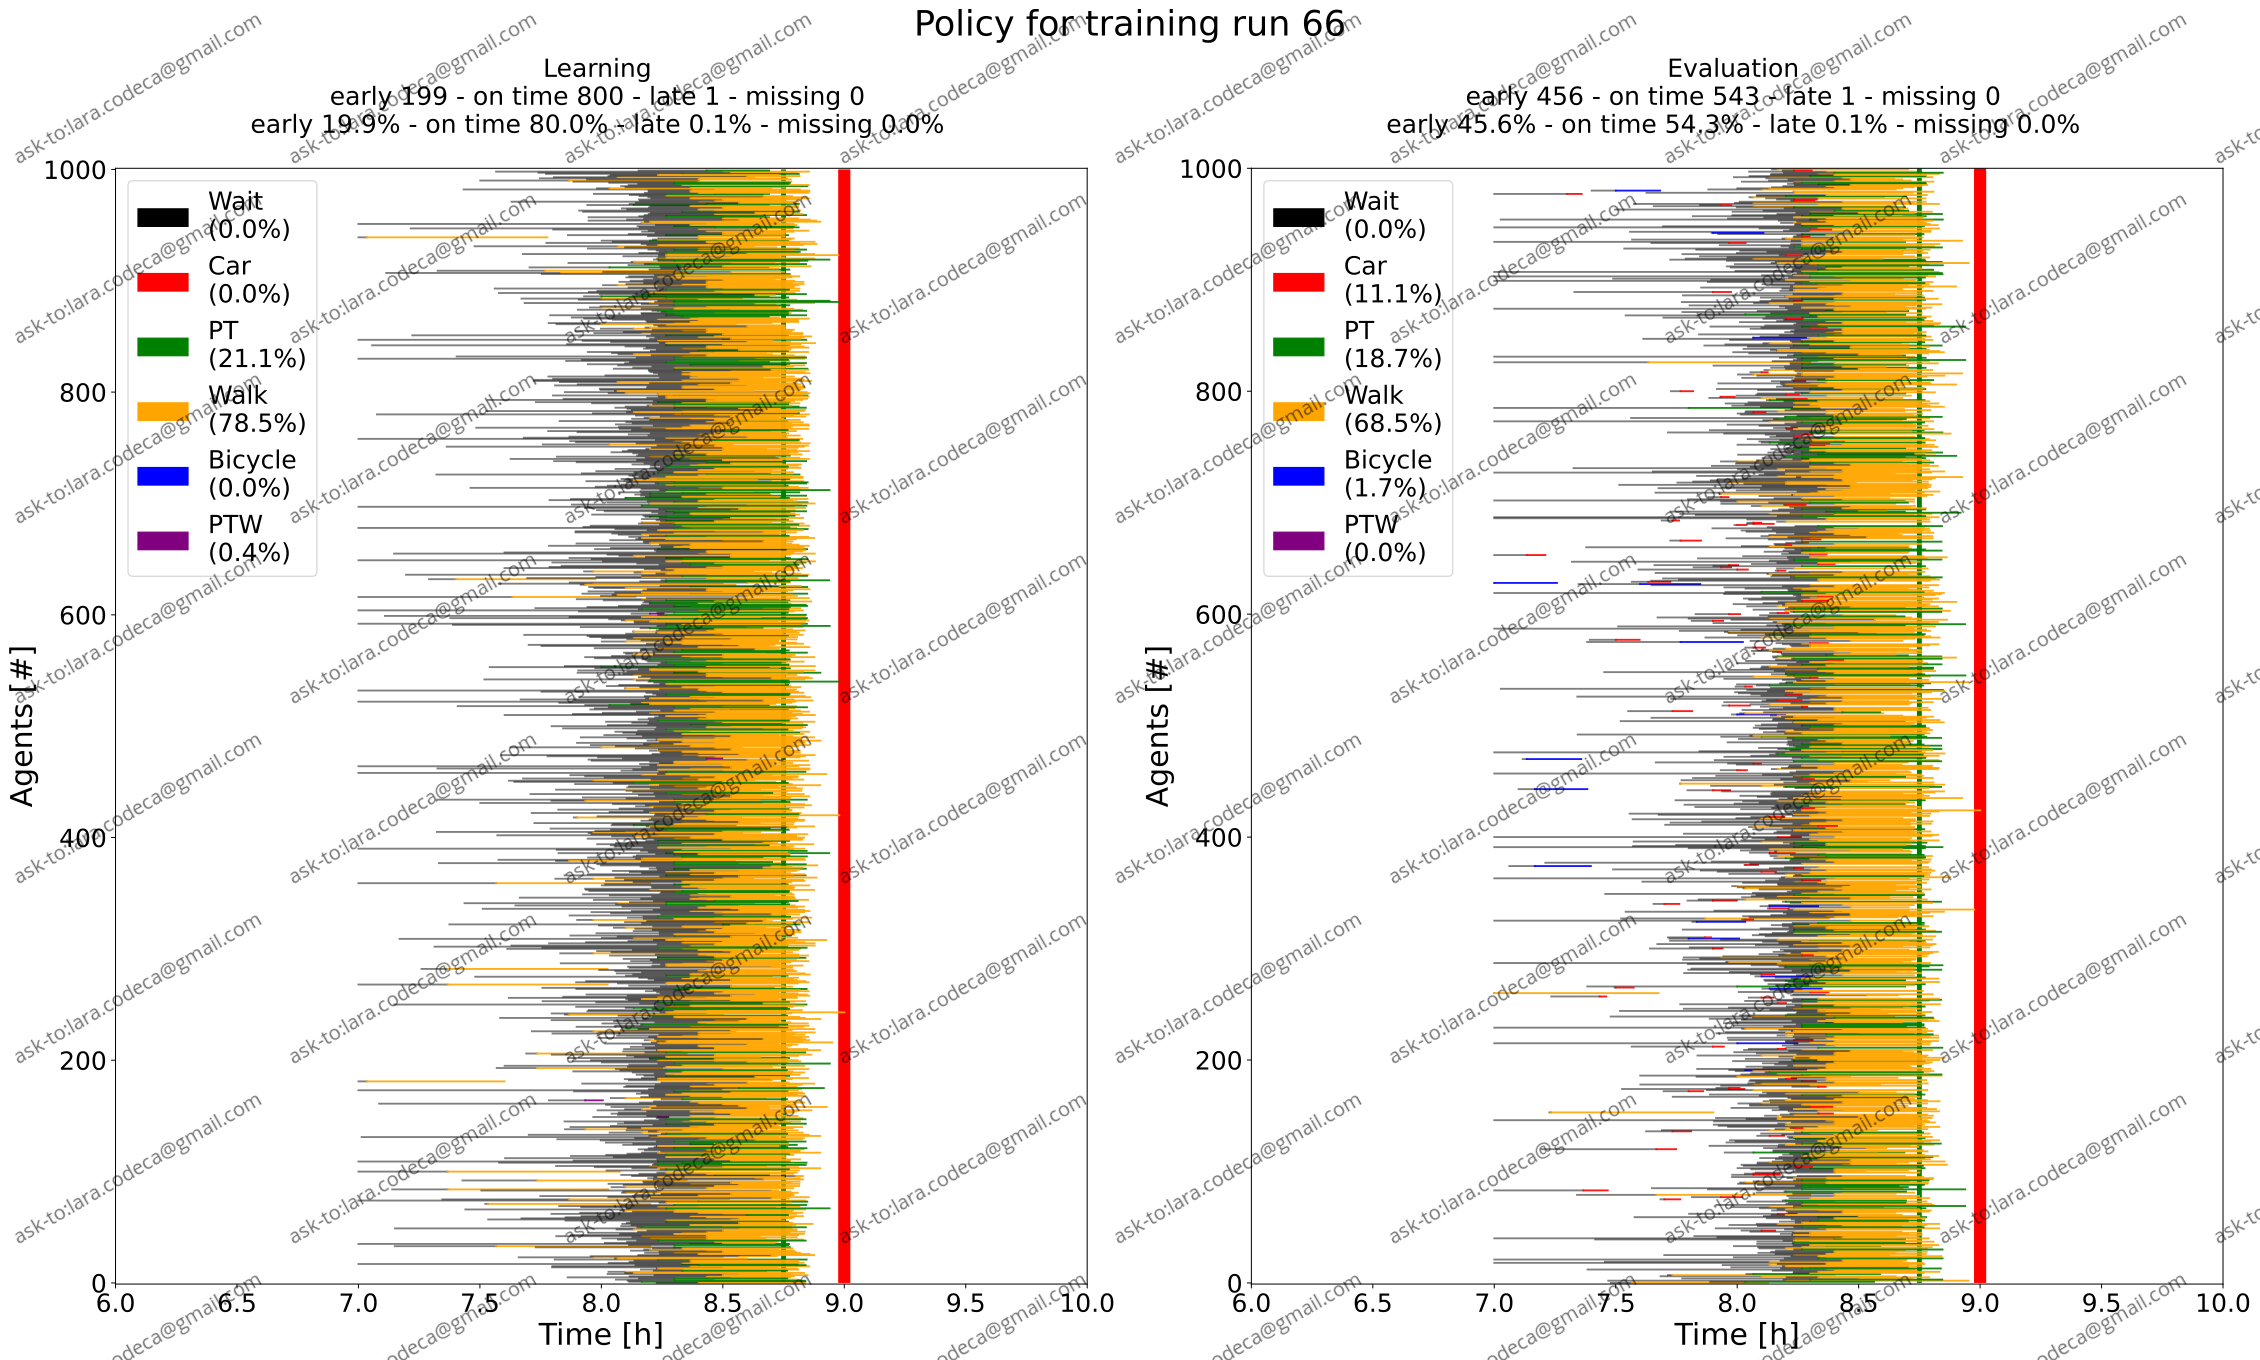 Policy for training run 66
Learning
early 199 - on time 800 - late 1 - missing 0
early 19.9% - on time 80.0% - late 0.1% - missing 0.0%
Agents [#]
1000
800
600
400
200
0
Wait
(0.0%)
Car
(0.0%)
PT
(21.1%)
Walk
(78.5%)
Bicycle
(0.0%)
PTW
(0.4%)
6.0 6.5 7.0 7.5 8.0 8.5 9.0 9.5 10.0
Time [h]
Evaluation
early 456 - on time 543 - late 1 - missing 0
early 45.6% - on time 54.3% - late 0.1% - missing 0.0%
Agents [#]
1000
800
600
400
200
0
Wait
(0.0%)
Car
(11.1%)
PT
(18.7%)
Walk
(68.5%)
Bicycle
(1.7%)
PTW
(0.0%)
6.0 6.5 7.0 7.5 8.0 8.5 9.0 9.5 10.0
Time [h]
ask-to:lara.codeca@gmail.com